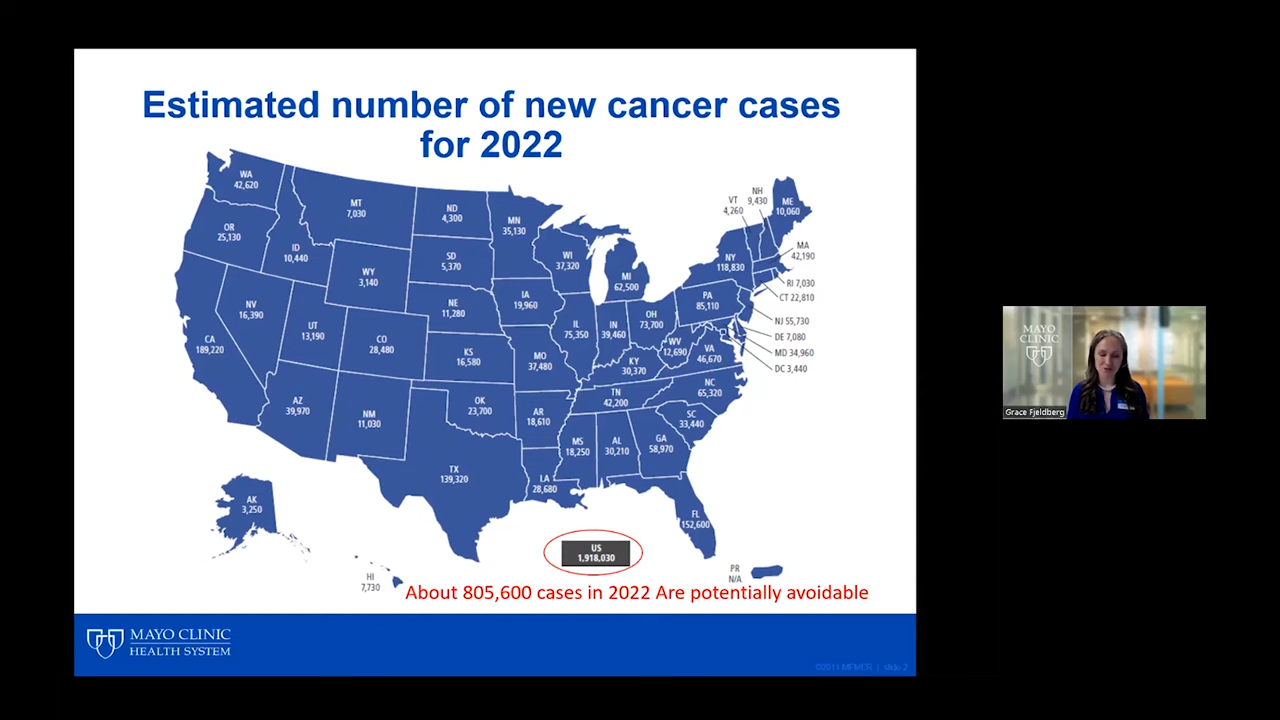 Estimated number of new cancer cases
for 2022
WA
42,620
MT
7,030
ND
4,300
MN
35,130
VT
4,260
NH
9,430
ME
10,060
OR
25,130
ID
10,440
SD
5,370
WI
37,320
MI
62,500
NY
118,830
MA
42,190
WY
3,140
RI 7,030
CT 22,810
NV
16,390
NE
11,280
IA
19,960
PA
85,110
NJ 55,730
CA
189,220
UT
13,190
CO
28,480
IL
75,350
IN
39,460
OH
73,700
DE 7,080
KS
16,580
MO
37,480
KY
30,370
WV
12,690
VA
46,670
MD 34,960
DC 3,440
AZ
39,970
NM
11,030
OK
23,700
AR
18,610
TN
42,200
NC
65,320
SC
33,440
MS
18,250
AL
30,210
GA
58,970
TX
139,320
LA
28,680
AK
3,250
FL
152,600
US
1,918,030
HI
7,730
PR
N/A
About 805,600 cases in 2022 Are potentially avoidable
MAYO CLINIC
HEALTH SYSTEM
©2011 MFMER | slide-2
MAYO
CLINIC
Grace Fjeldberg